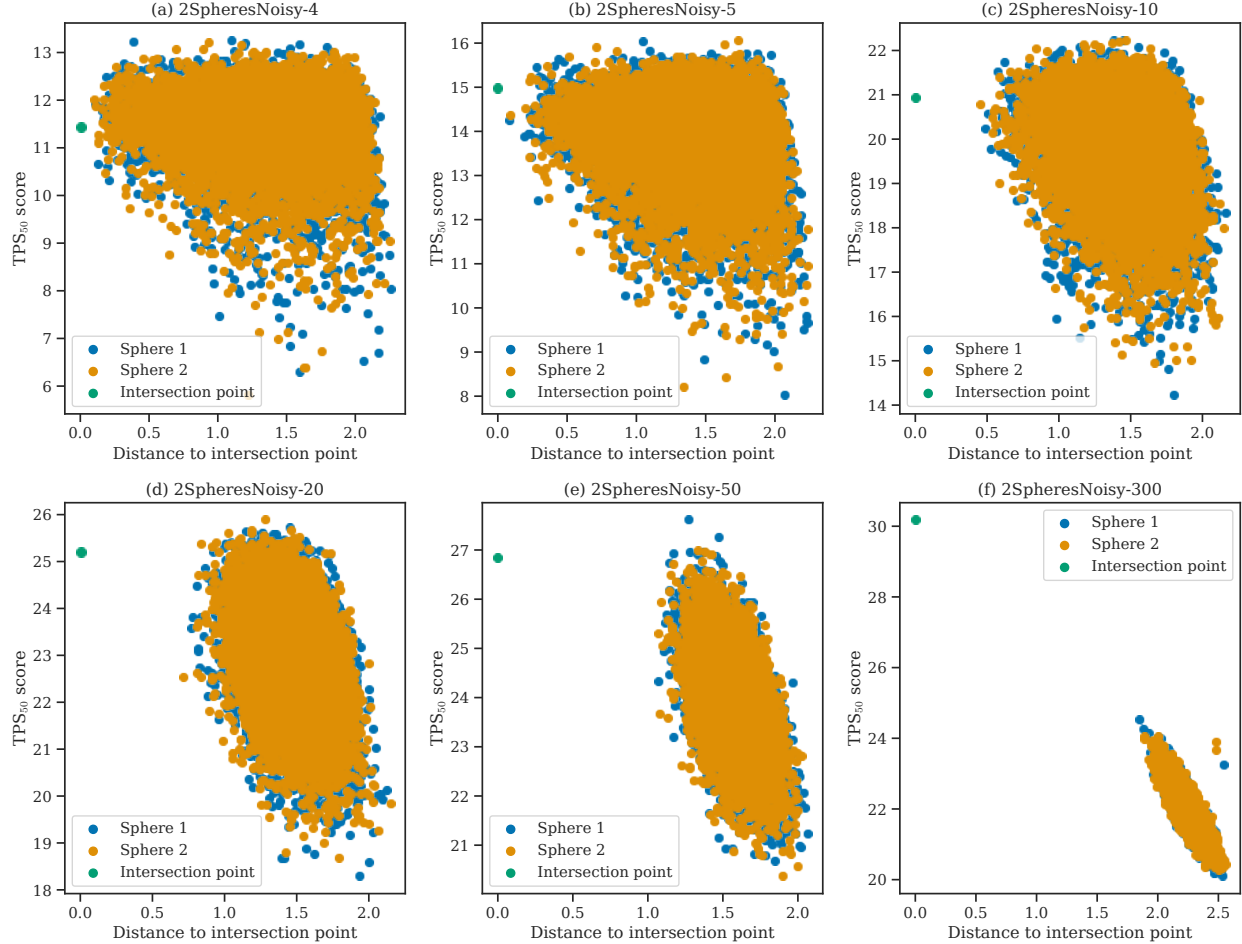 (a) 2SpheresNoisy-4
13
12
11
10
9
8
7
6
TPS50 score
Sphere 1
Sphere 2
Intersection point
0.0 0.5 1.0 1.5 2.0
Distance to intersection point
(b) 2SpheresNoisy-5
16
15
14
13
12
11
10
9
8
TPS50 score
Sphere 1
Sphere 2
Intersection point
0.0 0.5 1.0 1.5 2.0
Distance to intersection point
(c) 2SpheresNoisy-10
22
21
20
19
18
17
16
15
14
TPS50 score
Sphere 1
Sphere 2
Intersection point
0.0 0.5 1.0 1.5 2.0
Distance to intersection point
(d) 2SpheresNoisy-20
26
25
24
23
22
21
20
19
18
TPS50 score
Sphere 1
Sphere 2
Intersection point
0.0 0.5 1.0 1.5 2.0
Distance to intersection point
(e) 2SpheresNoisy-50
27
26
25
24
23
22
21
TPS50 score
Sphere 1
Sphere 2
Intersection point
0.0 0.5 1.0 1.5 2.0
Distance to intersection point
(f) 2SpheresNoisy-300
30
28
26
24
22
20
TPS50 score
Sphere 1
Sphere 2
Intersection point
0.0 0.5 1.0 1.5 2.0 2.5
Distance to intersection point